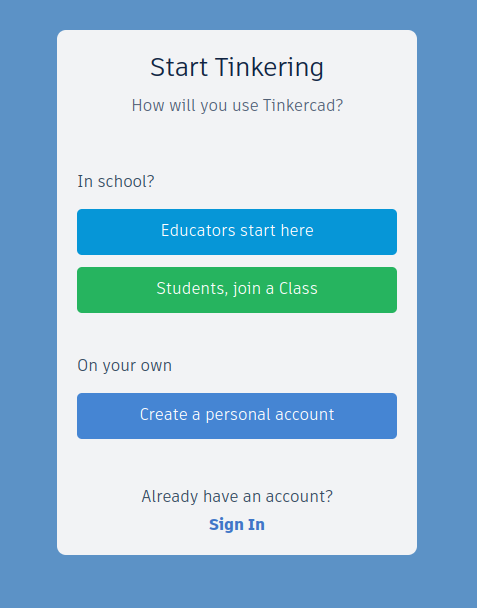 Start Tinkering
How will you use Tinkercad?
In school?
Educators start here
Students, join a Class
On your own
Create a personal account
Already have an account?
Sign In